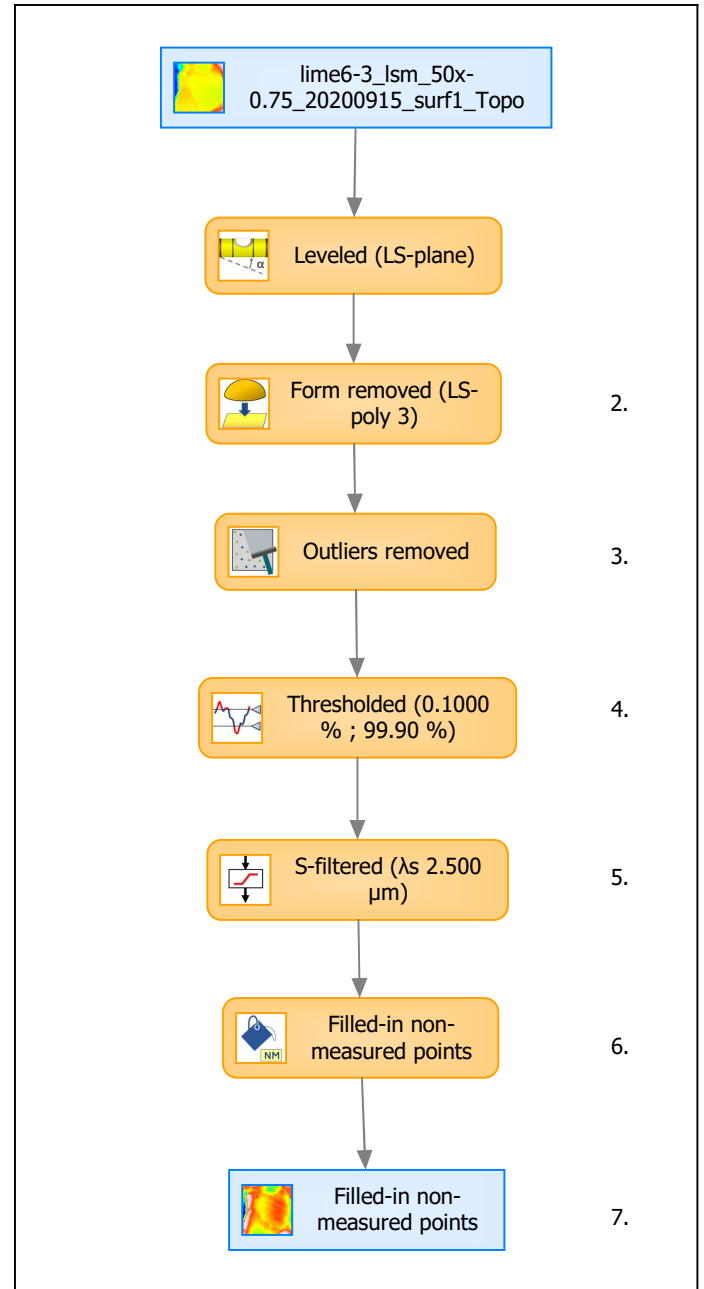 lime6-3_lsm_50x-
0.75_20200915_surf1_Topo
α
Leveled (LS-plane)
Form removed (LS-
poly 3)
2.
Outliers removed
3.
Thresholded (0.1000
% ; 99.90 %)
4.
S-filtered (λs 2.500
µm)
5.
NM
Filled-in non-
measured points
6.
Filled-in non-
measured points
7.